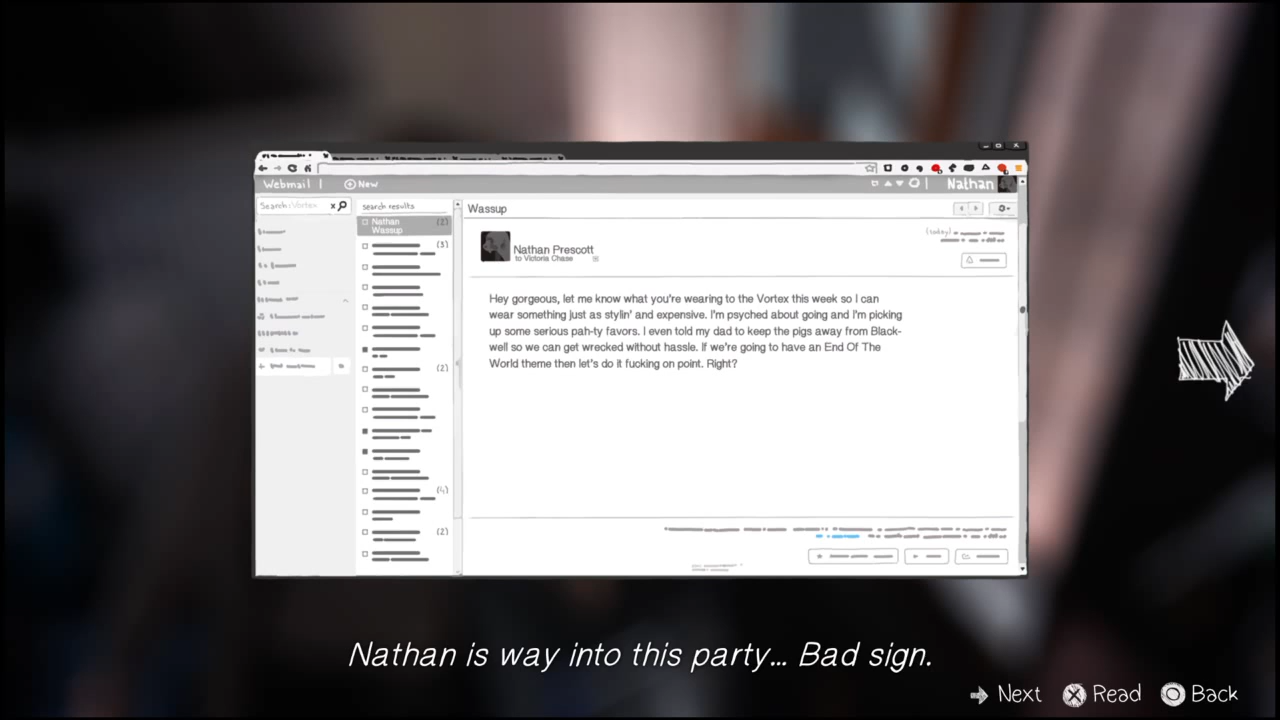 Webmail | New | Nathan
Search: Vortex x
search results
Nathan (2)
Wassup
(3)
(2)
(4)
(2)
Wassup
Nathan Prescott
to Victoria Chase
(today)
Hey gorgeous, let me know what you're wearing to the Vortex this week so I can
wear something just as stylin' and expensive. I'm psyched about going and I'm picking
up some serious pah-ty favors. I even told my dad to keep the pigs away from Black-
well so we can get wrecked without hassle. If we're going to have an End Of The
World theme then let's do it fucking on point. Right?
Nathan is way into this party... Bad sign.
Next Read Back